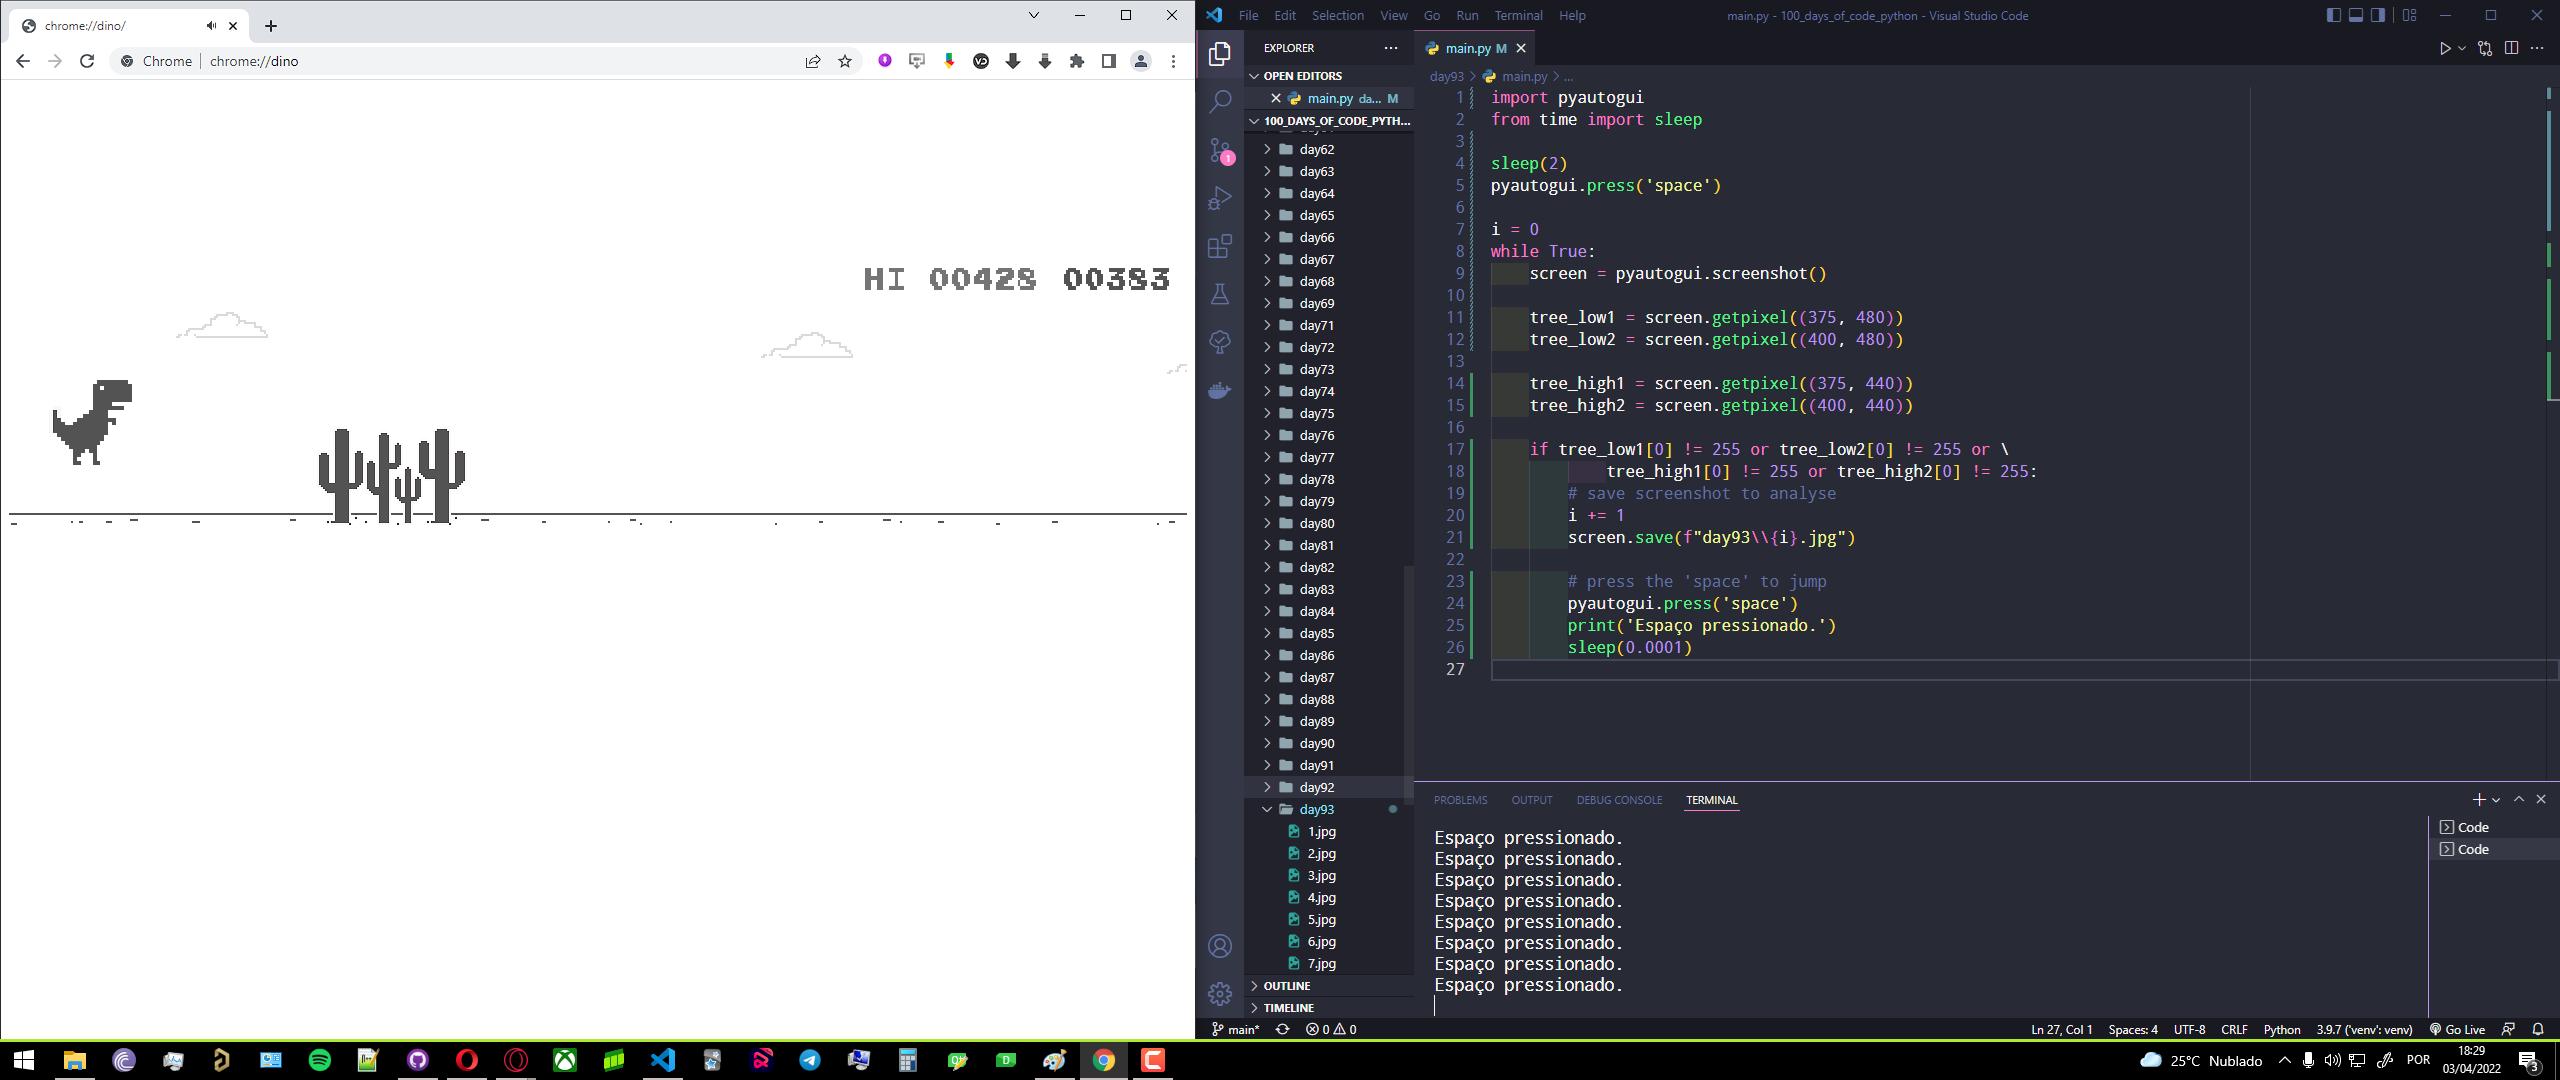 chrome://dino/
Chrome | chrome://dino
HI 00428 00383
File Edit Selection View Go Run Terminal Help
main.py - 100_days_of_code_python - Visual Studio Code
EXPLORER
OPEN EDITORS
main.py da... M
100_DAYS_OF_CODE_PYTH...
day62
day63
day64
day65
day66
day67
day68
day69
day71
day72
day73
day74
day75
day76
day77
day78
day79
day80
day81
day82
day83
day84
day85
day86
day87
day88
day89
day90
day91
day92
day93
1.jpg
2.jpg
3.jpg
4.jpg
5.jpg
6.jpg
7.jpg
OUTLINE
TIMELINE
main.py M
day93 > main.py > ...
1 import pyautogui
2 from time import sleep
3
4 sleep(2)
5 pyautogui.press('space')
6
7 i = 0
8 while True:
9 screen = pyautogui.screenshot()
10
11 tree_low1 = screen.getpixel((375, 480))
12 tree_low2 = screen.getpixel((400, 480))
13
14 tree_high1 = screen.getpixel((375, 440))
15 tree_high2 = screen.getpixel((400, 440))
16
17 if tree_low1[0] != 255 or tree_low2[0] != 255 or \
18 tree_high1[0] != 255 or tree_high2[0] != 255:
19 # save screenshot to analyse
20 i += 1
21 screen.save(f"day93\\{i}.jpg")
22
23 # press the 'space' to jump
24 pyautogui.press('space')
25 print('Espaço pressionado.')
26 sleep(0.0001)
27
PROBLEMS OUTPUT DEBUG CONSOLE TERMINAL
Espaço pressionado.
Espaço pressionado.
Espaço pressionado.
Espaço pressionado.
Espaço pressionado.
Espaço pressionado.
Espaço pressionado.
Espaço pressionado.
Code
Code
main* 0 0
Ln 27, Col 1 Spaces: 4 UTF-8 CRLF Python 3.9.7 ('venv': venv) Go Live
25°C Nublado
POR
18:29
03/04/2022
3